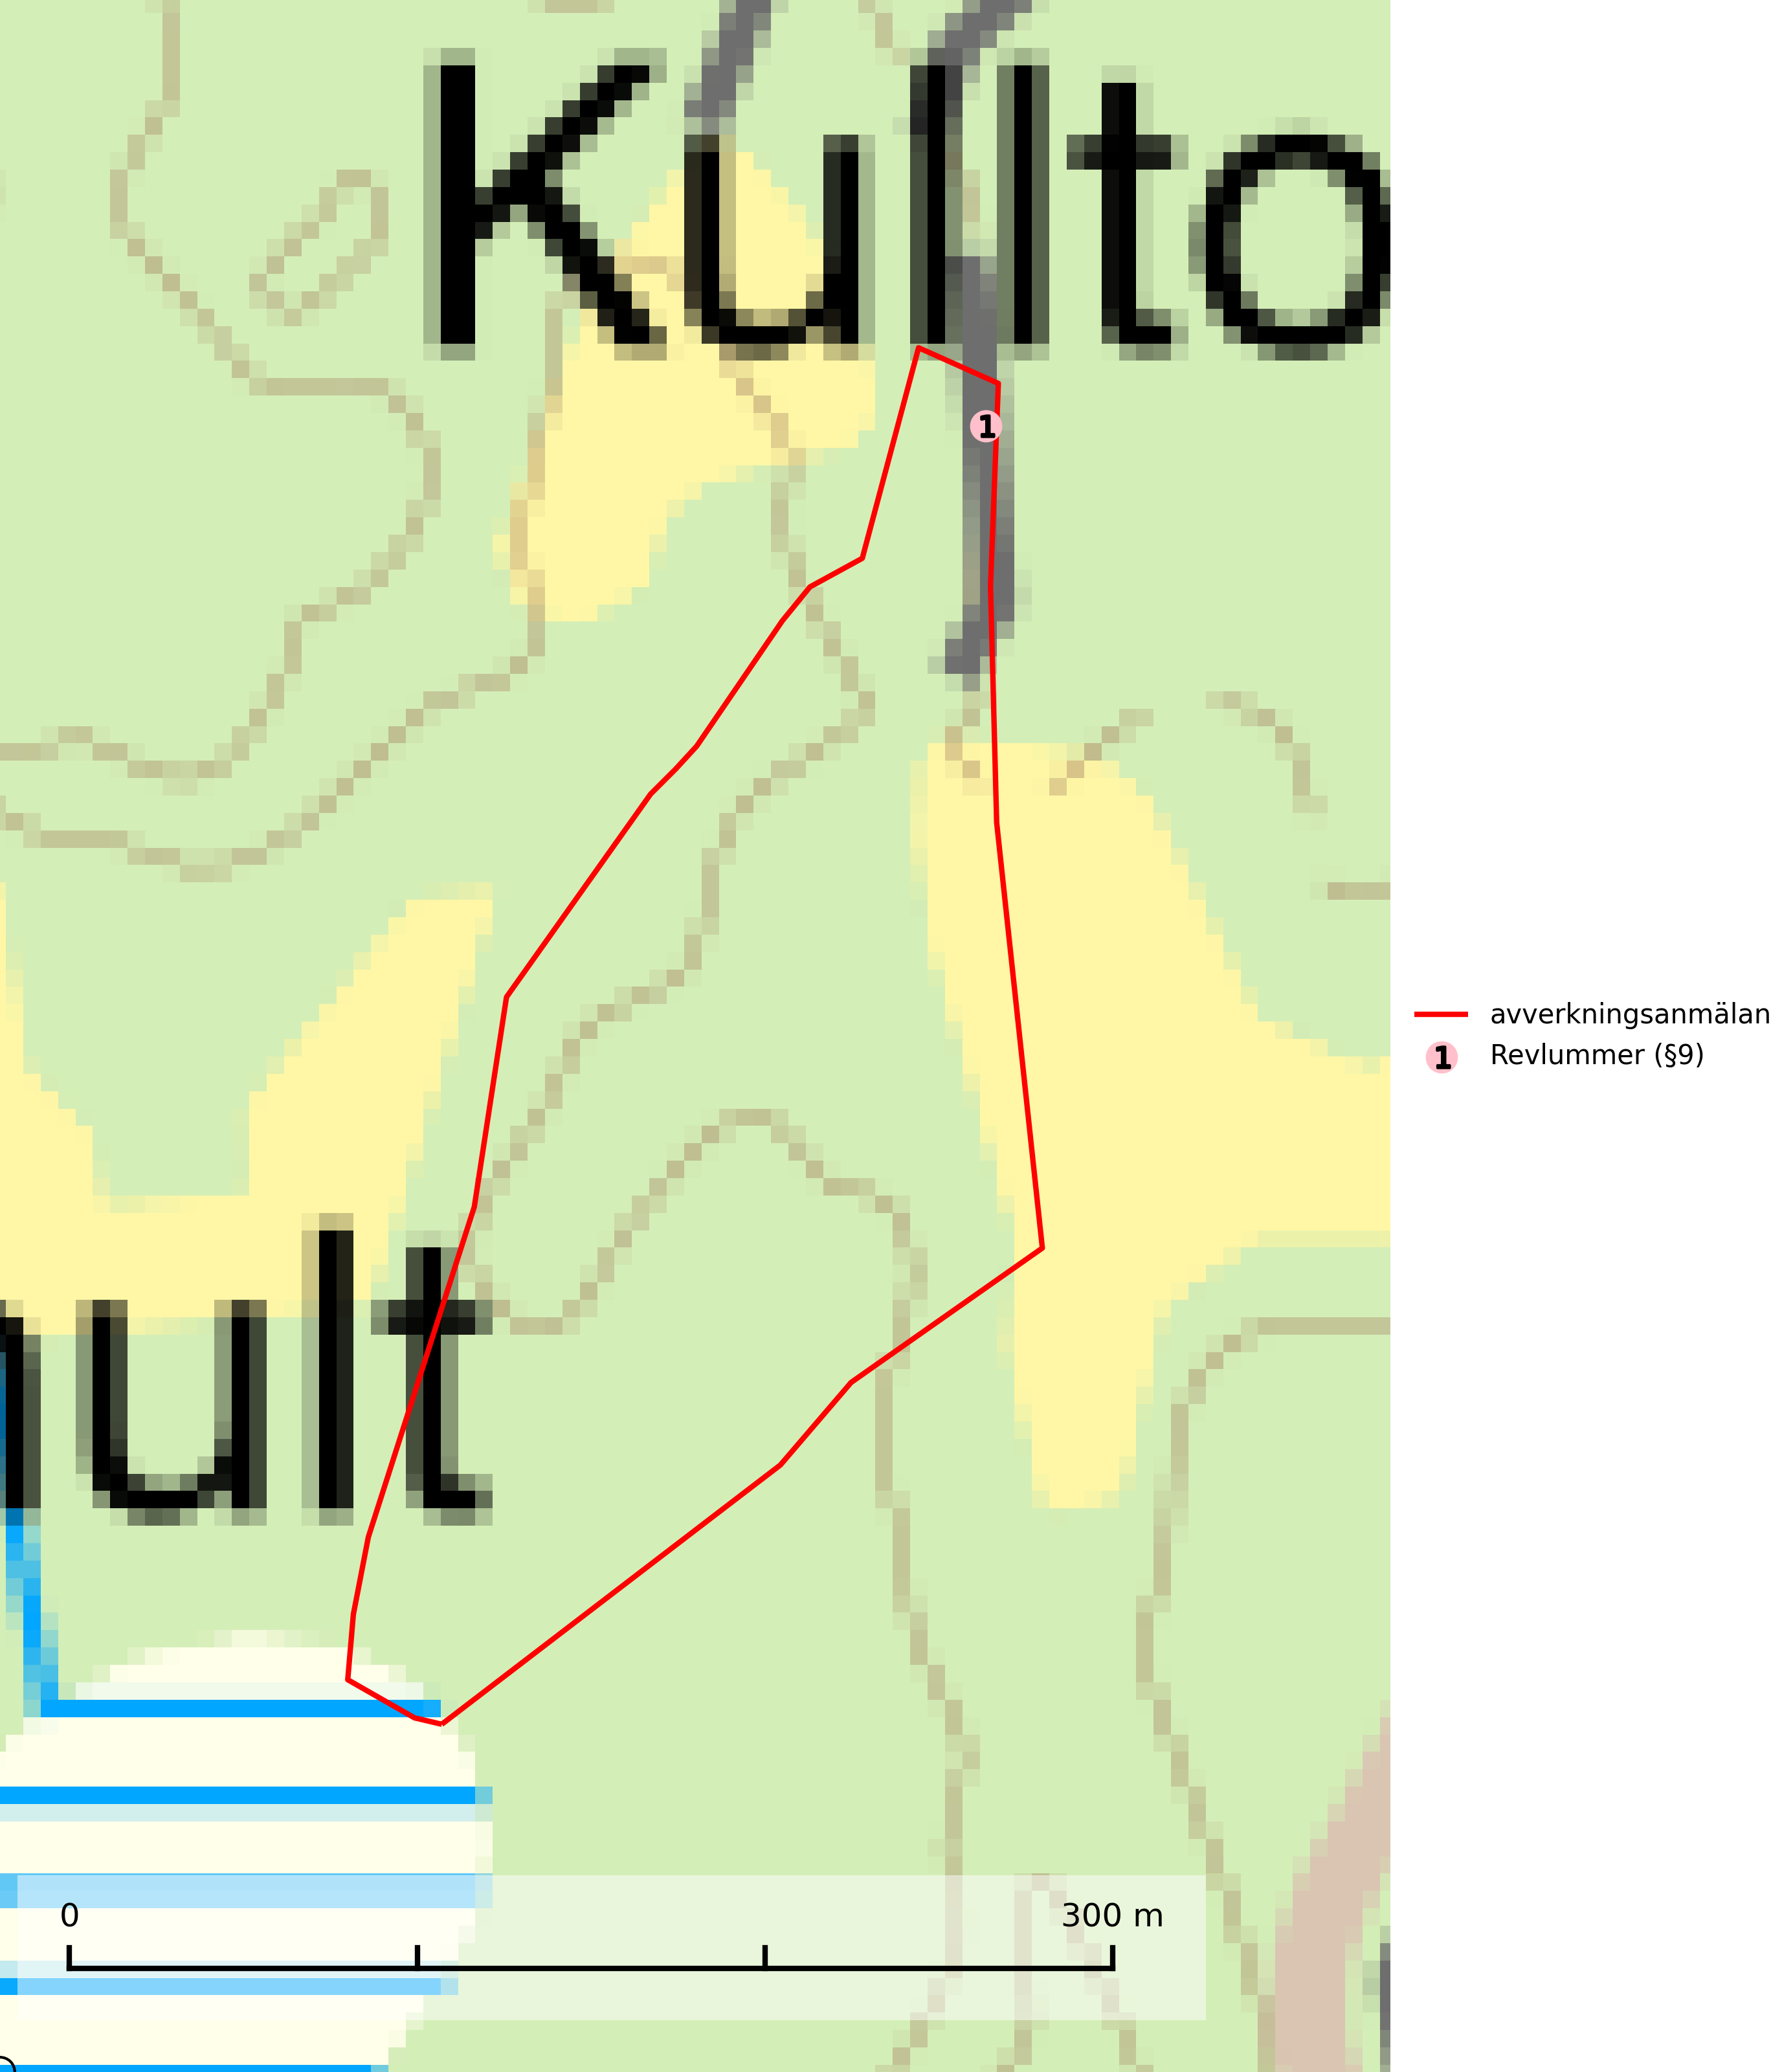 Kullto
1
ult
avverkningsanmälan
1 Revlummer (§9)
0 300 m